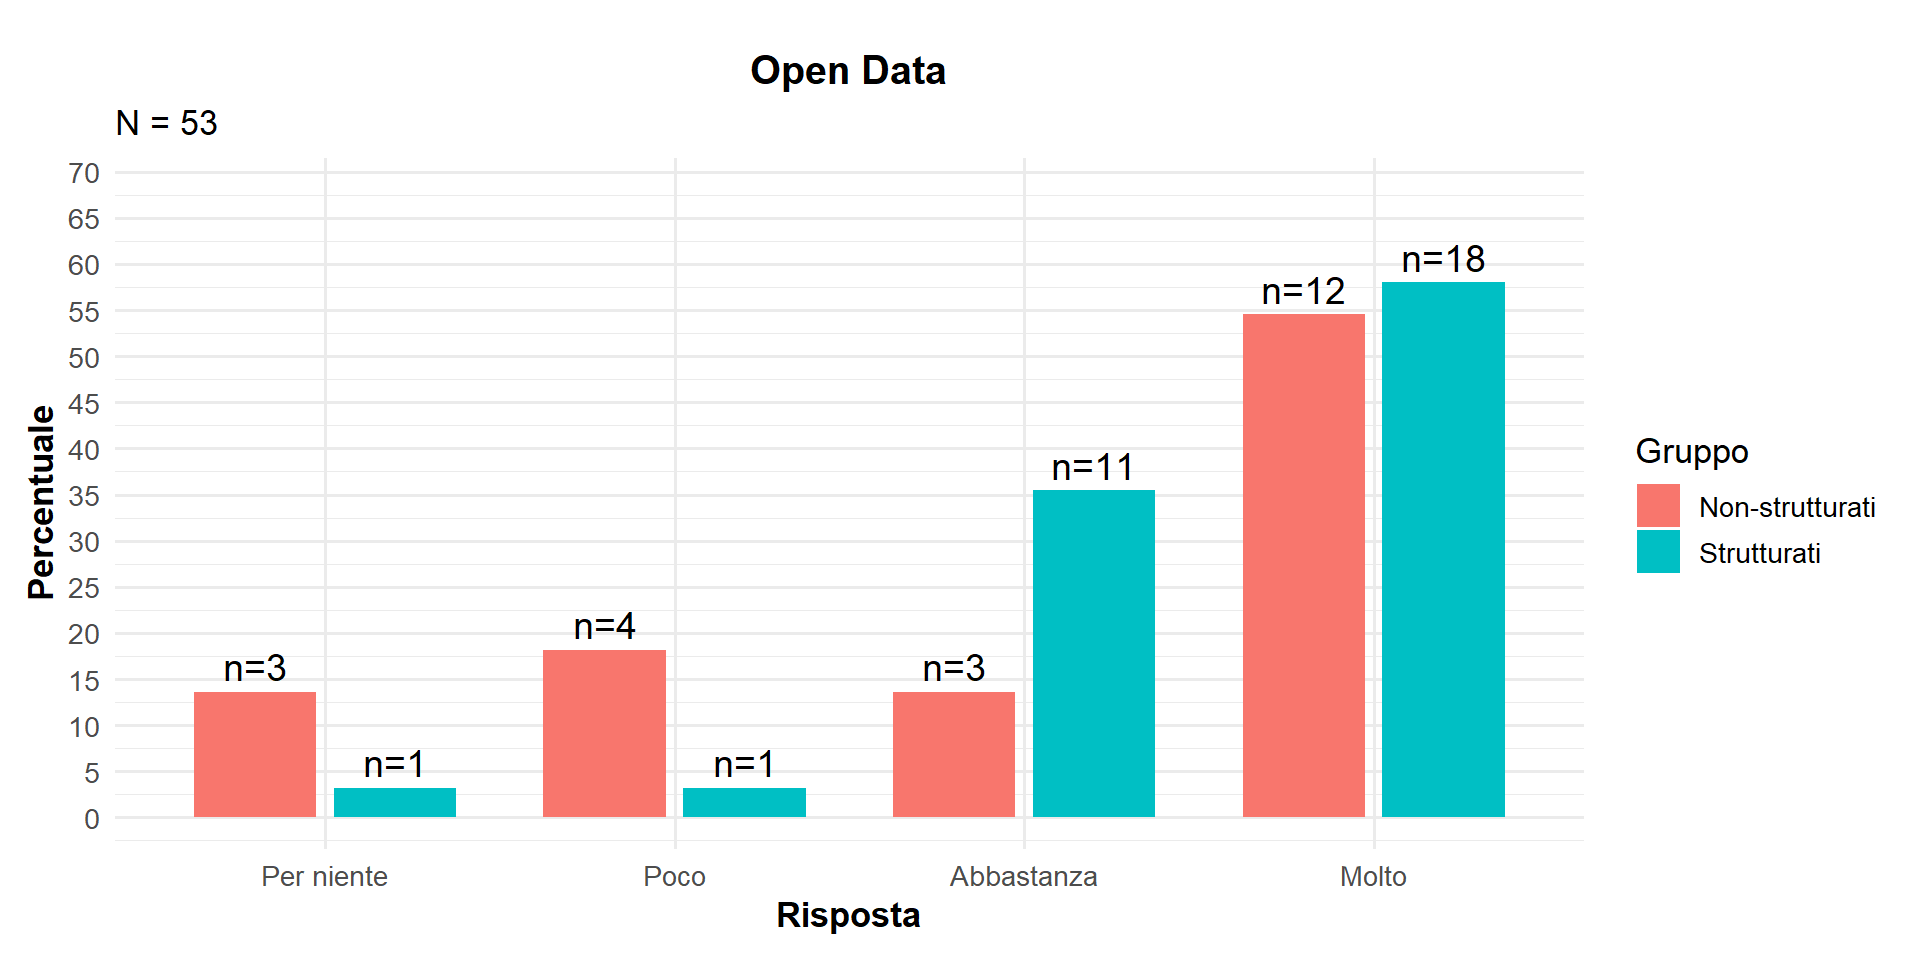 Open Data
N = 53
70
65
60
55
50
45
40
35
30
25
20
15
10
5
0
Percentuale
n=3
n=1
n=4
n=1
n=3
n=11
n=12
n=18
Per niente
Poco
Abbastanza
Molto
Risposta
Gruppo
Non-strutturati
Strutturati